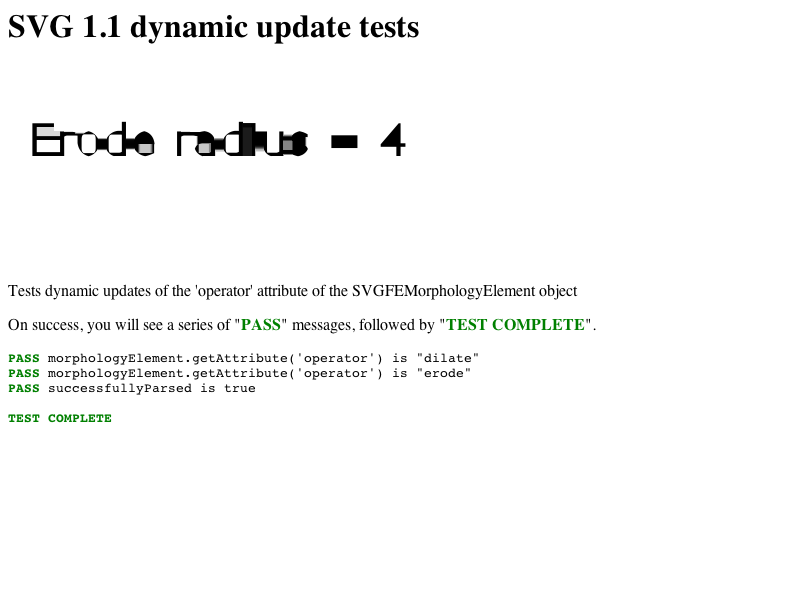 SVG 1.1 dynamic update tests
Erode radius = 4
Tests dynamic updates of the 'operator' attribute of the SVGFEMorphologyElement object
On success, you will see a series of "PASS" messages, followed by "TEST COMPLETE".
PASS morphologyElement.getAttribute('operator') is "dilate"
PASS morphologyElement.getAttribute('operator') is "erode"
PASS successfullyParsed is true
TEST COMPLETE